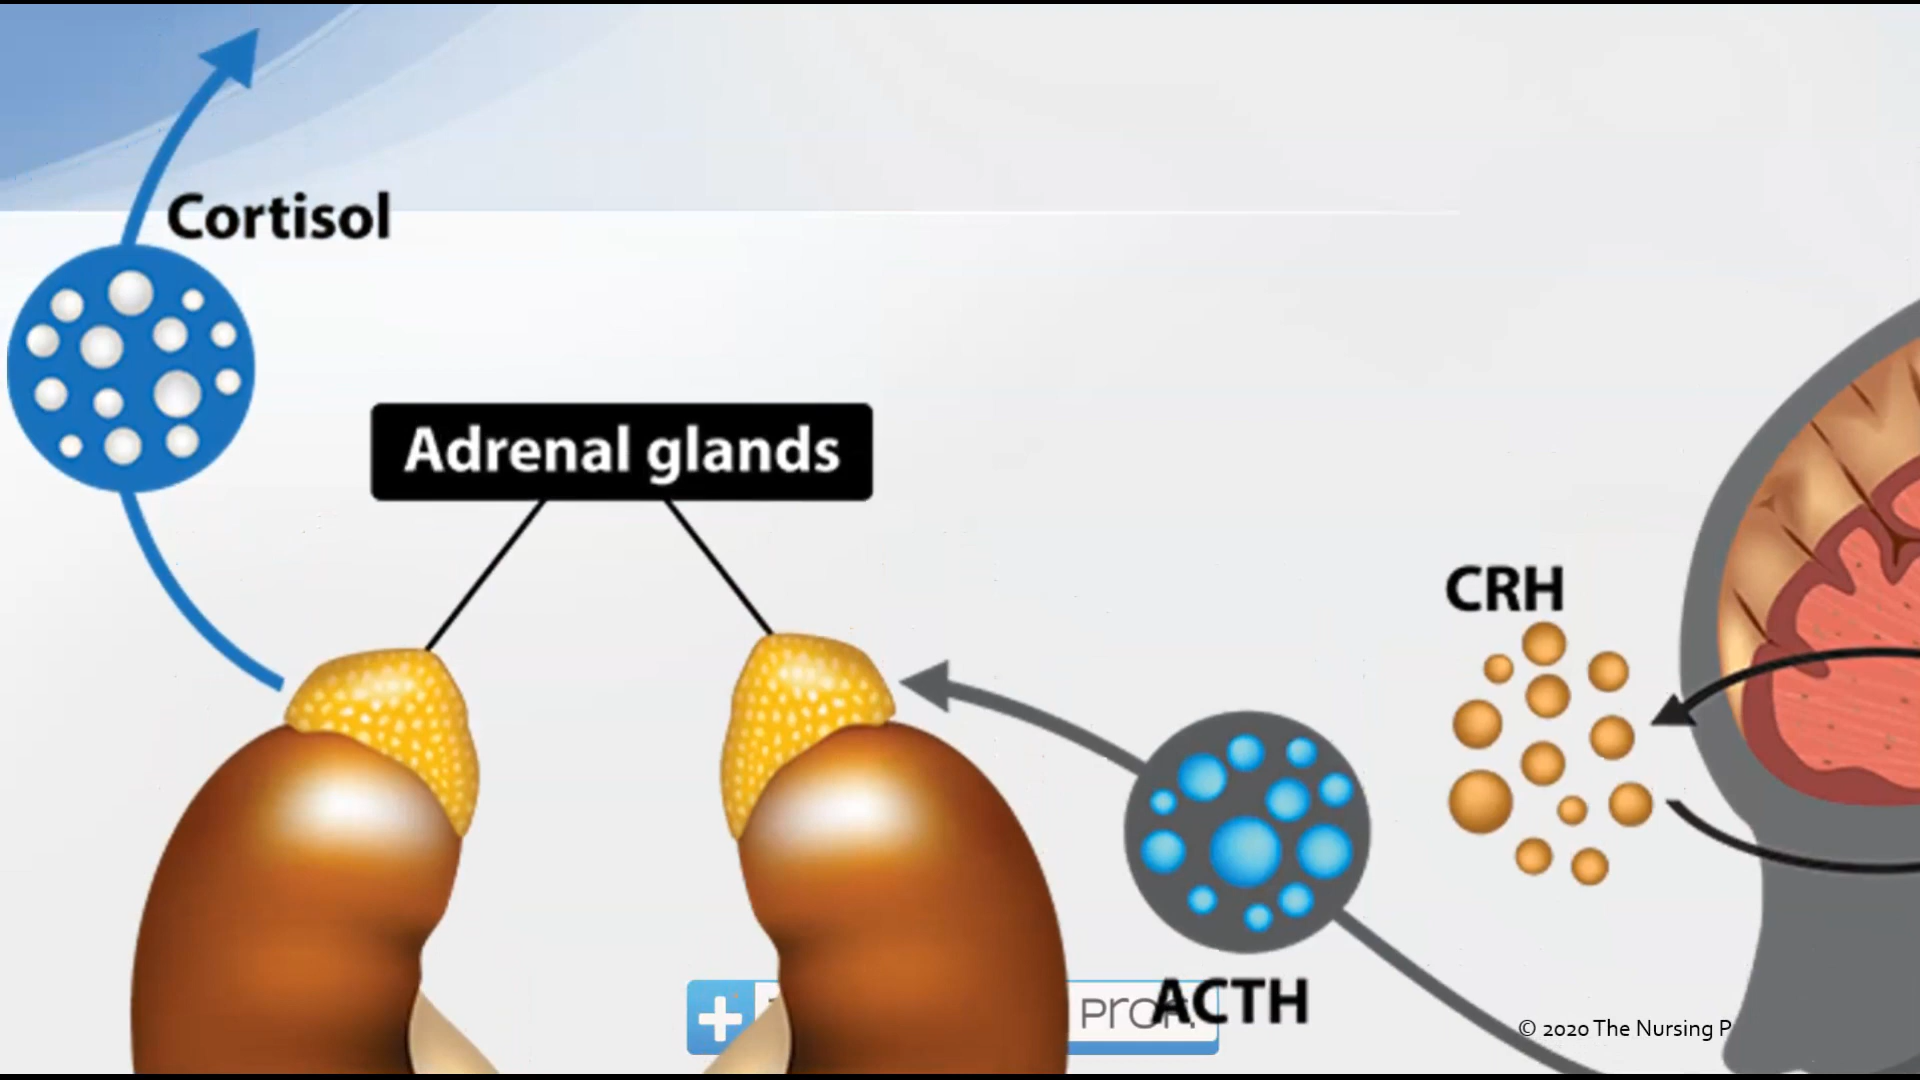 Cortisol
Adrenal glands
CRH
ACTH
© 2020 The Nursing P